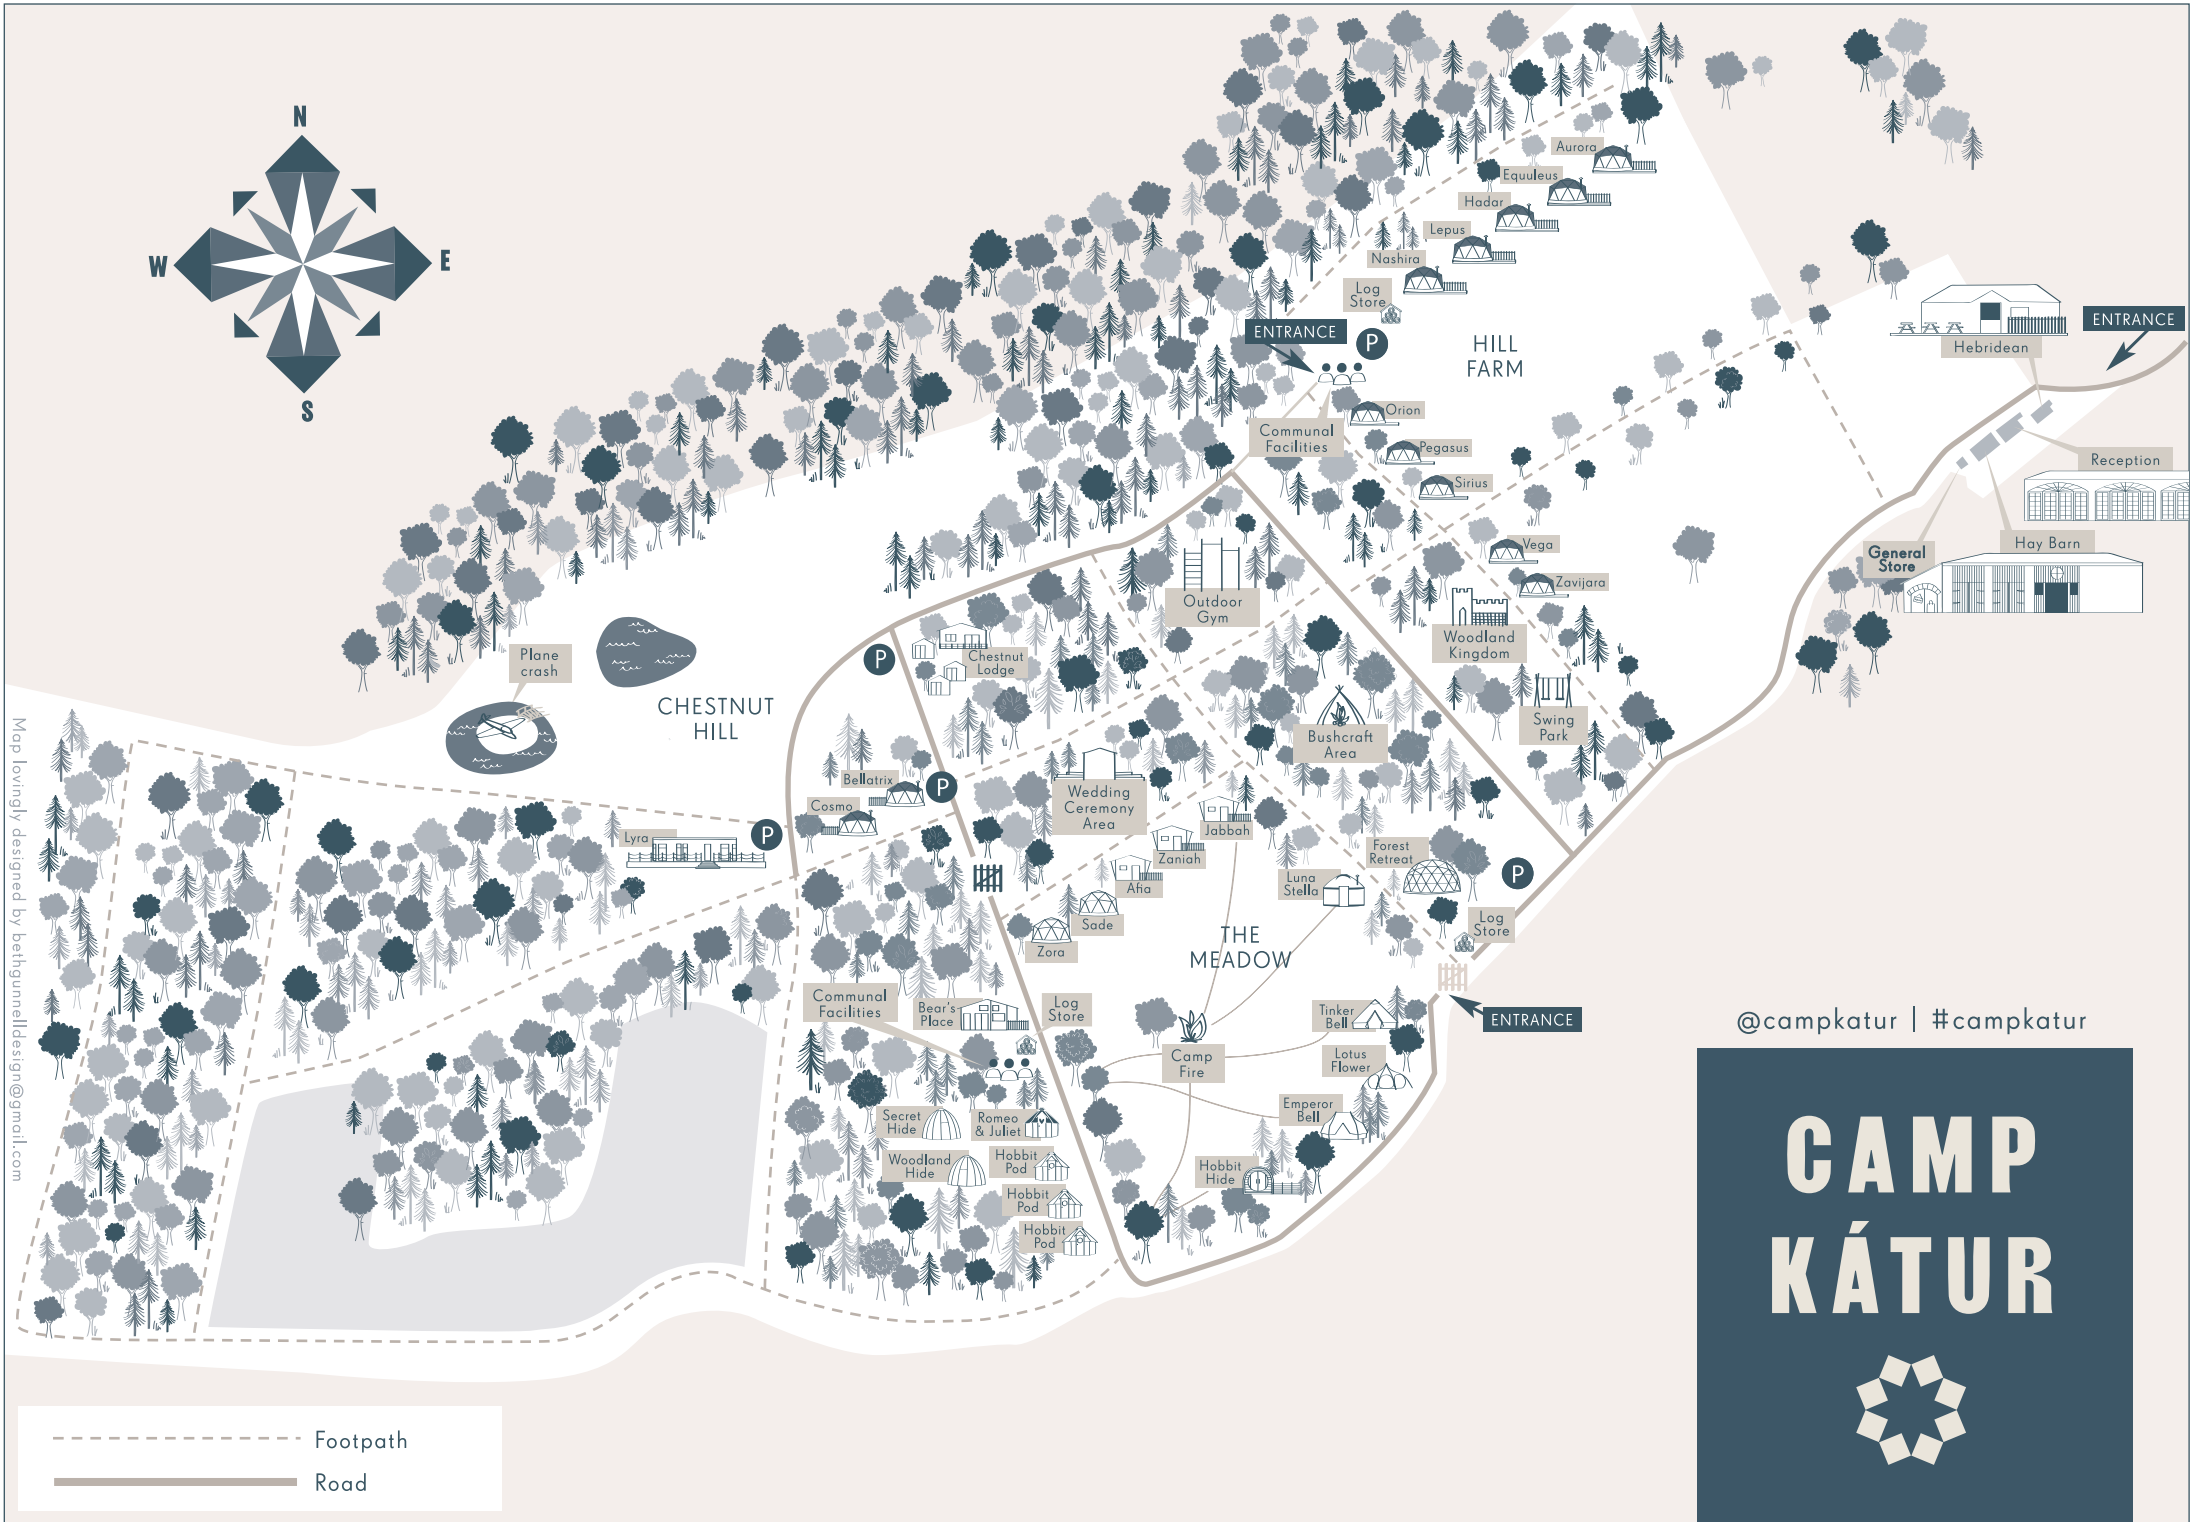 N
W
E
S
Aurora
Equuleus
Hadar
Lepus
Nashira
Log
Store
ENTRANCE
P
HILL
FARM
Hebridean
ENTRANCE
Communal
Facilities
Orion
Pegasus
Sirius
Reception
Hay Barn
General
Store
Vega
Zavijara
Outdoor
Gym
Woodland
Kingdom
Swing
Park
Plane
crash
CHESTNUT
HILL
P
Chestnut
Lodge
Bushcraft
Area
Bellatrix
P
Cosmo
Lyra
P
Wedding
Ceremony
Area
Jabbah
Zaniah
Afia
Sade
Zora
Forest
Retreat
P
Luna
Stella
Log
Store
THE
MEADOW
ENTRANCE
Communal
Facilities
Bear's
Place
Log
Store
Tinker
Bell
Lotus
Flower
Camp
Fire
Emperor
Bell
Secret
Hide
Romeo
& Juliet
Woodland
Hide
Hobbit
Pod
Hobbit
Pod
Hobbit
Pod
Hobbit
Hide
Map lovingly designed by bethgunnelldesign@gmail.com
@campkatur | #campkatur
CAMP
KÁTUR
Footpath
Road